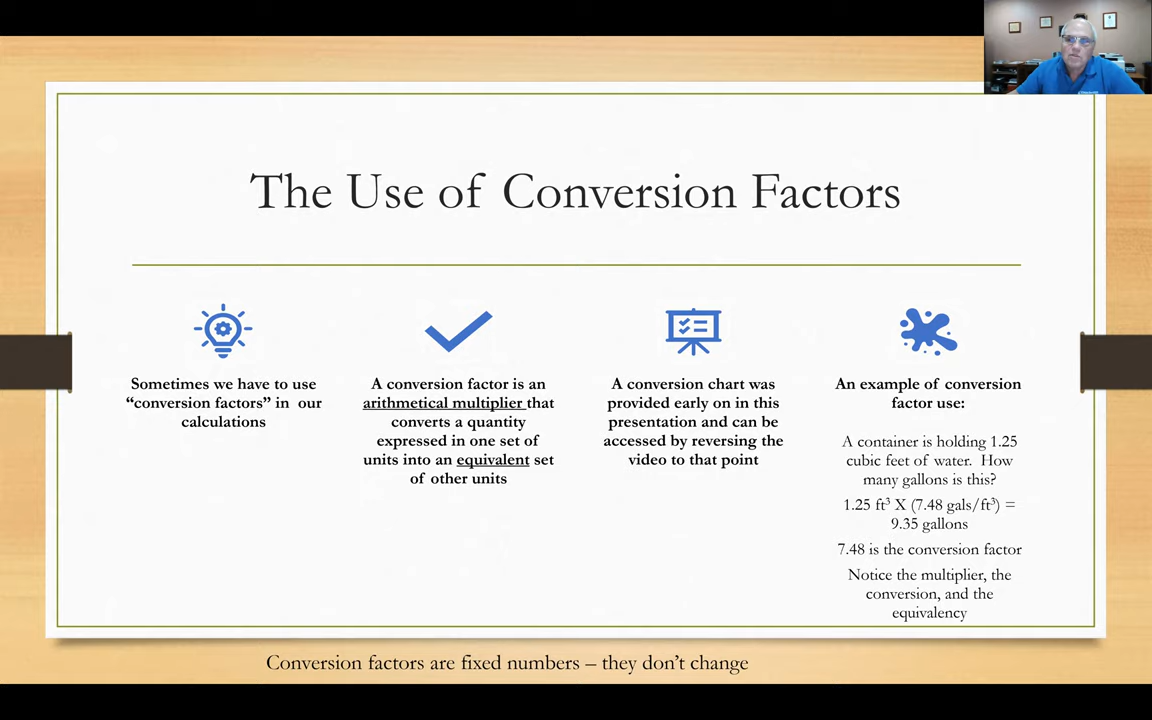 The Use of Conversion Factors
Sometimes we have to use
“conversion factors” in our
calculations
A conversion factor is an
arithmetical multiplier that
converts a quantity
expressed in one set of
units into an equivalent set
of other units
A conversion chart was
provided early on in this
presentation and can be
accessed by reversing the
video to that point
An example of conversion
factor use:
A container is holding 1.25
cubic feet of water. How
many gallons is this?
1.25 ft³ X (7.48 gals/ft³) =
9.35 gallons
7.48 is the conversion factor
Notice the multiplier, the
conversion, and the
equivalency
Conversion factors are fixed numbers – they don’t change